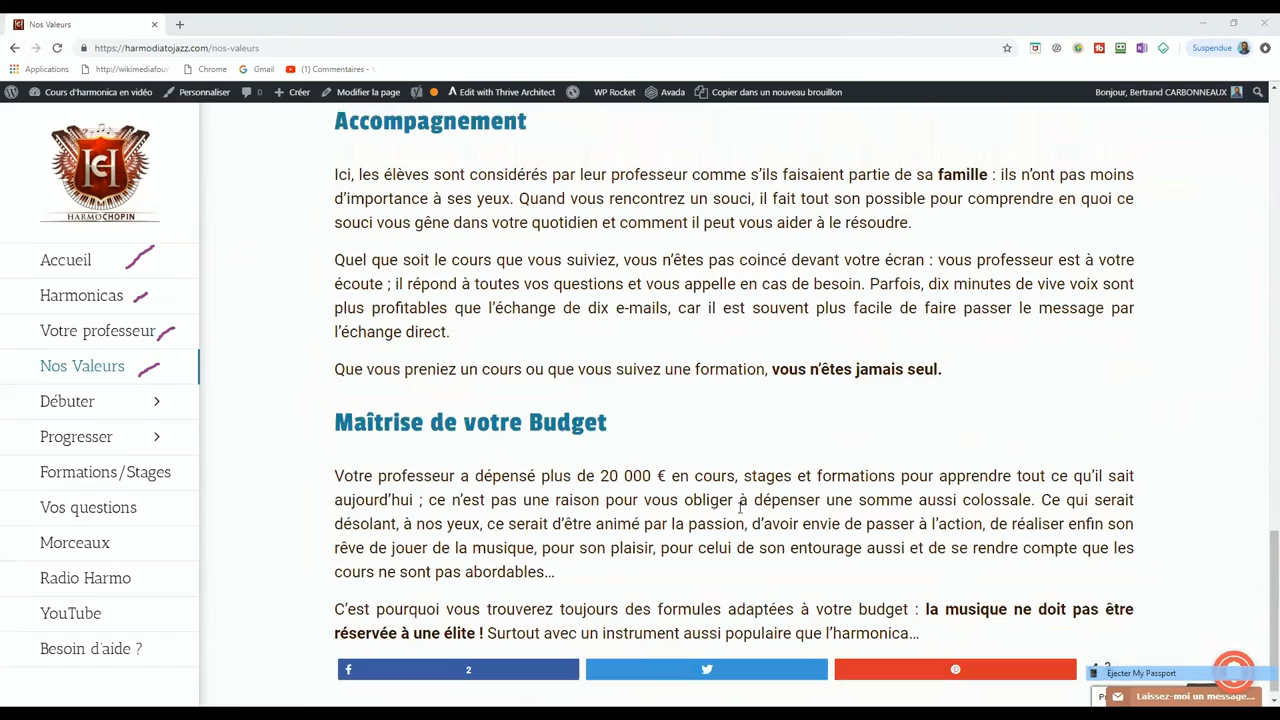 Nos Valeurs
https://harmodiatojazz.com/nos-valeurs
Suspendue
Applications
http://wikimediafou
Chrome
Gmail
(1) Commentaires -
Cours d'harmonica en vidéo
Personnaliser
0
Créer
Modifier la page
Edit with Thrive Architect
WP Rocket
Avada
Copier dans un nouveau brouillon
Bonjour, Bertrand CARBONNEAUX
HARMOCHOPIN
Accueil
Harmonicas
Votre professeur
Nos Valeurs
Débuter
Progresser
Formations/Stages
Vos questions
Morceaux
Radio Harmo
YouTube
Besoin d'aide ?
Accompagnement
Ici, les élèves sont considérés par leur professeur comme s'ils faisaient partie de sa famille : ils n'ont pas moins
d'importance à ses yeux. Quand vous rencontrez un souci, il fait tout son possible pour comprendre en quoi ce
souci vous gêne dans votre quotidien et comment il peut vous aider à le résoudre.
Quel que soit le cours que vous suiviez, vous n'êtes pas coincé devant votre écran : vous professeur est à votre
écoute ; il répond à toutes vos questions et vous appelle en cas de besoin. Parfois, dix minutes de vive voix sont
plus profitables que l'échange de dix e-mails, car il est souvent plus facile de faire passer le message par
l'échange direct.
Que vous preniez un cours ou que vous suivez une formation, vous n'êtes jamais seul.
Maîtrise de votre Budget
Votre professeur a dépensé plus de 20 000 € en cours, stages et formations pour apprendre tout ce qu'il sait
aujourd'hui ; ce n'est pas une raison pour vous obliger à dépenser une somme aussi colossale. Ce qui serait
désolant, à nos yeux, ce serait d'être animé par la passion, d'avoir envie de passer à l'action, de réaliser enfin son
rêve de jouer de la musique, pour son plaisir, pour celui de son entourage aussi et de se rendre compte que les
cours ne sont pas abordables…
C'est pourquoi vous trouverez toujours des formules adaptées à votre budget : la musique ne doit pas être
réservée à une élite ! Surtout avec un instrument aussi populaire que l'harmonica…
2
Ejecter My Passport
Laissez-moi un message...